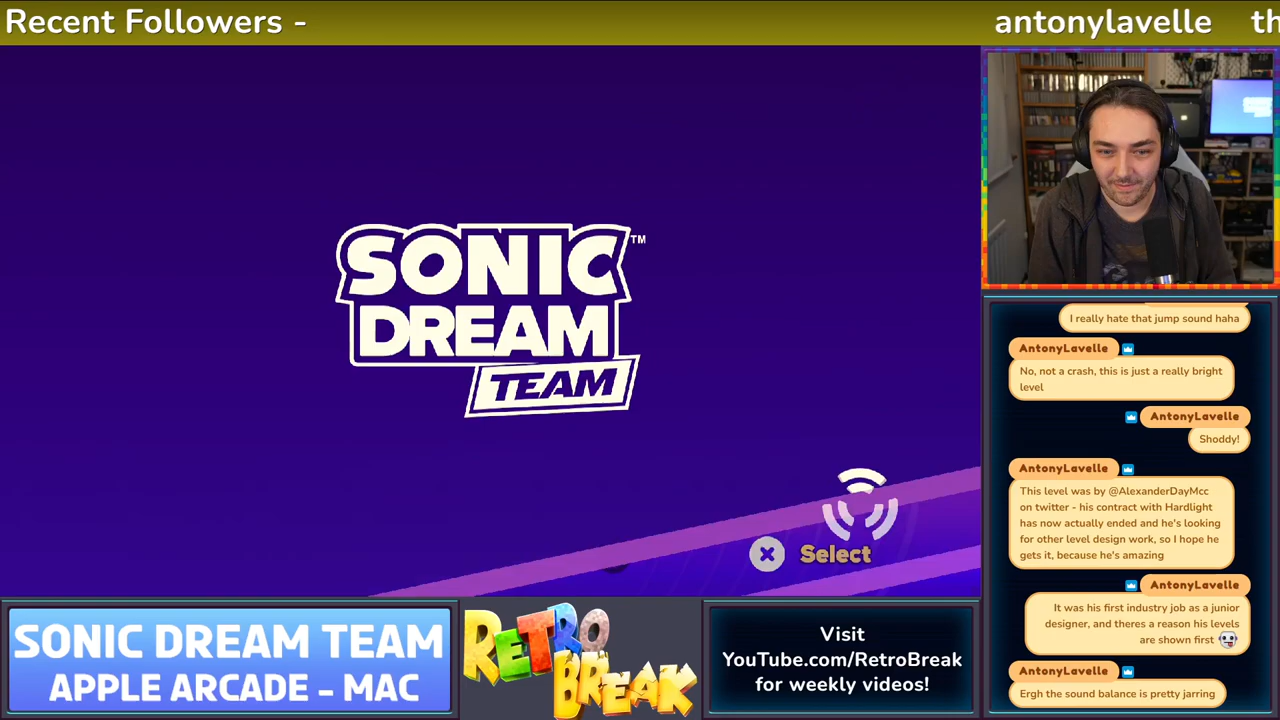 Recent Followers -
antonylavelle
th
SONIC
DREAM
TEAM
™
Select
I really hate that jump sound haha
AntonyLavelle
No, not a crash, this is just a really bright
level
AntonyLavelle
Shoddy!
AntonyLavelle
This level was by @AlexanderDayMcc
on twitter - his contract with Hardlight
has now actually ended and he's looking
for other level design work, so I hope he
gets it, because he's amazing
AntonyLavelle
It was his first industry job as a junior
designer, and theres a reason his levels
are shown first
AntonyLavelle
Ergh the sound balance is pretty jarring
SONIC DREAM TEAM
APPLE ARCADE - MAC
RETRO
BREAK
Visit
YouTube.com/RetroBreak
for weekly videos!